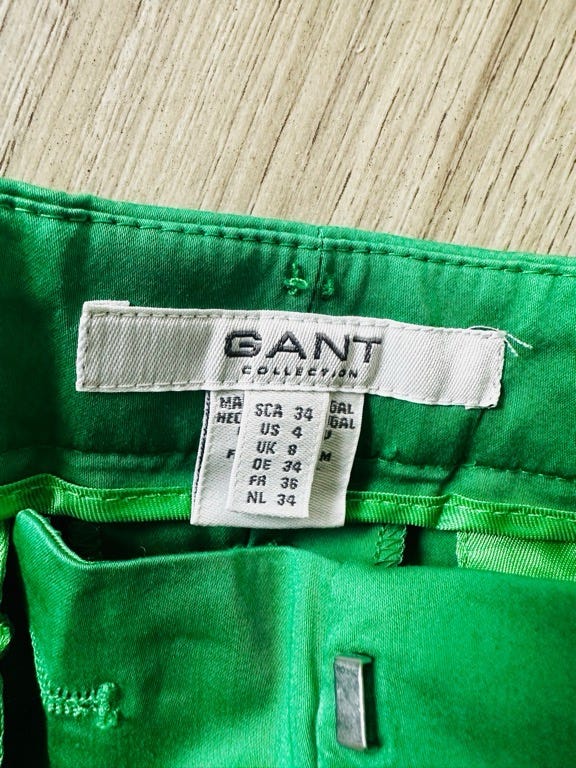 GANT
COLLECTION
SCA 34
US 4
UK 8
DE 34
FR 36
NL 34